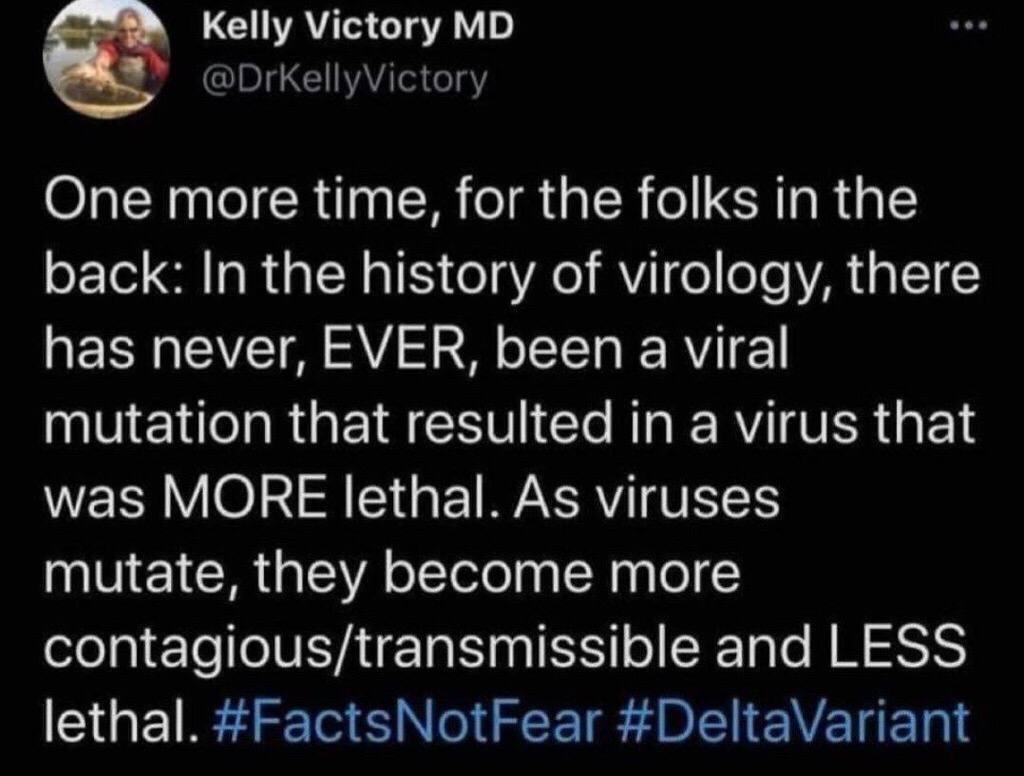 Kelly Victory MD
@DrKellyVictory
One more time, for the folks in the
back: In the history of virology, there
has never, EVER, been a viral
mutation that resulted in a virus that
was MORE lethal. As viruses
mutate, they become more
contagious/transmissible and LESS
lethal. #FactsNotFear #DeltaVariant